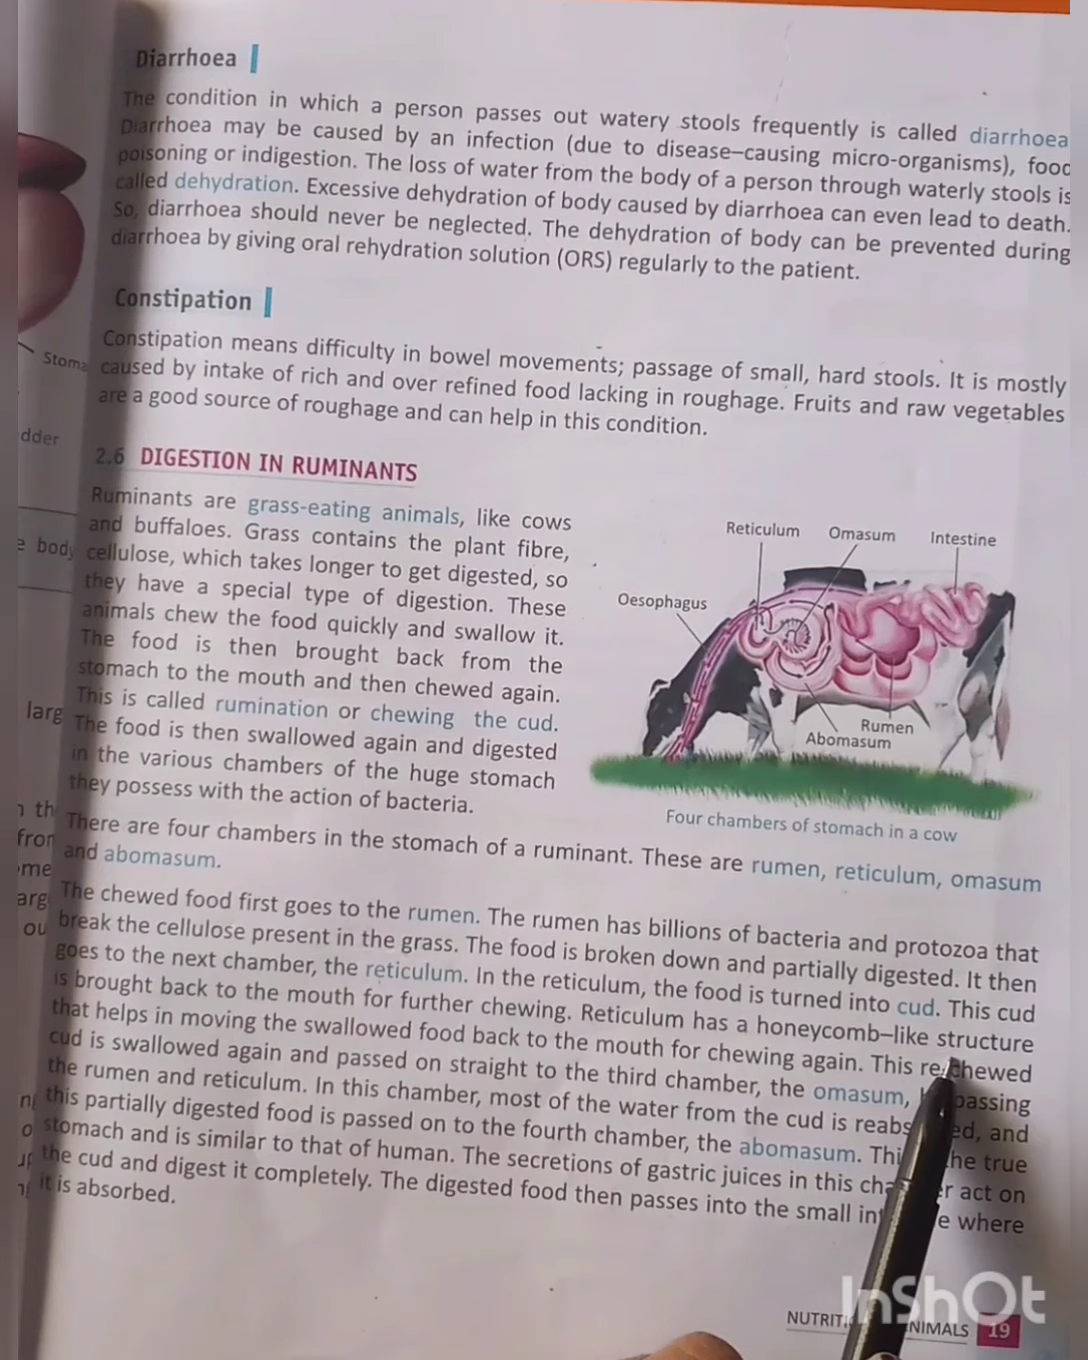 Diarrhoea
The condition in which a person passes out watery stools frequently is called diarrhoea
Diarrhoea may be caused by an infection (due to disease–causing micro-organisms), food
poisoning or indigestion. The loss of water from the body of a person through waterly stools is
called dehydration. Excessive dehydration of body caused by diarrhoea can even lead to death.
So, diarrhoea should never be neglected. The dehydration of body can be prevented during
diarrhoea by giving oral rehydration solution (ORS) regularly to the patient.
Constipation
Constipation means difficulty in bowel movements; passage of small, hard stools. It is mostly
caused by intake of rich and over refined food lacking in roughage. Fruits and raw vegetables
are a good source of roughage and can help in this condition.
2.6 DIGESTION IN RUMINANTS
Ruminants are grass-eating animals, like cows
and buffaloes. Grass contains the plant fibre,
cellulose, which takes longer to get digested, so
they have a special type of digestion. These
animals chew the food quickly and swallow it.
The food is then brought back from the
stomach to the mouth and then chewed again.
This is called rumination or chewing the cud.
The food is then swallowed again and digested
in the various chambers of the huge stomach
they possess with the action of bacteria.
Reticulum
Omasum
Intestine
Oesophagus
Rumen
Abomasum
Four chambers of stomach in a cow
There are four chambers in the stomach of a ruminant. These are rumen, reticulum, omasum
and abomasum.
The chewed food first goes to the rumen. The rumen has billions of bacteria and protozoa that
break the cellulose present in the grass. The food is broken down and partially digested. It then
goes to the next chamber, the reticulum. In the reticulum, the food is turned into cud. This cud
is brought back to the mouth for further chewing. Reticulum has a honeycomb–like structure
that helps in moving the swallowed food back to the mouth for chewing again. This re chewed
cud is swallowed again and passed on straight to the third chamber, the omasum, passing
the rumen and reticulum. In this chamber, most of the water from the cud is reabs ed, and
this partially digested food is passed on to the fourth chamber, the abomasum. Thi the true
stomach and is similar to that of human. The secretions of gastric juices in this cha r act on
the cud and digest it completely. The digested food then passes into the small in e where
it is absorbed.
NUTRITI NIMALS 19
InShOt
Stoma
dder
e body
larg